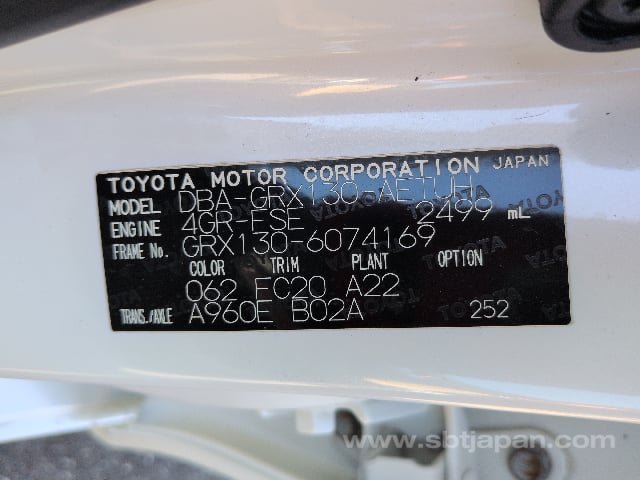 TOYOTA MOTOR CORPORATION JAPAN
MODEL DBA-GRX130-AETUH
ENGINE 4GR-ESE 2499 mL
FRAME No. GRX130-6074169
COLOR TRIM PLANT OPTION
062 FC20 A22
TRANS./AXLE A960E B02A 252
www.sbtjapan.com